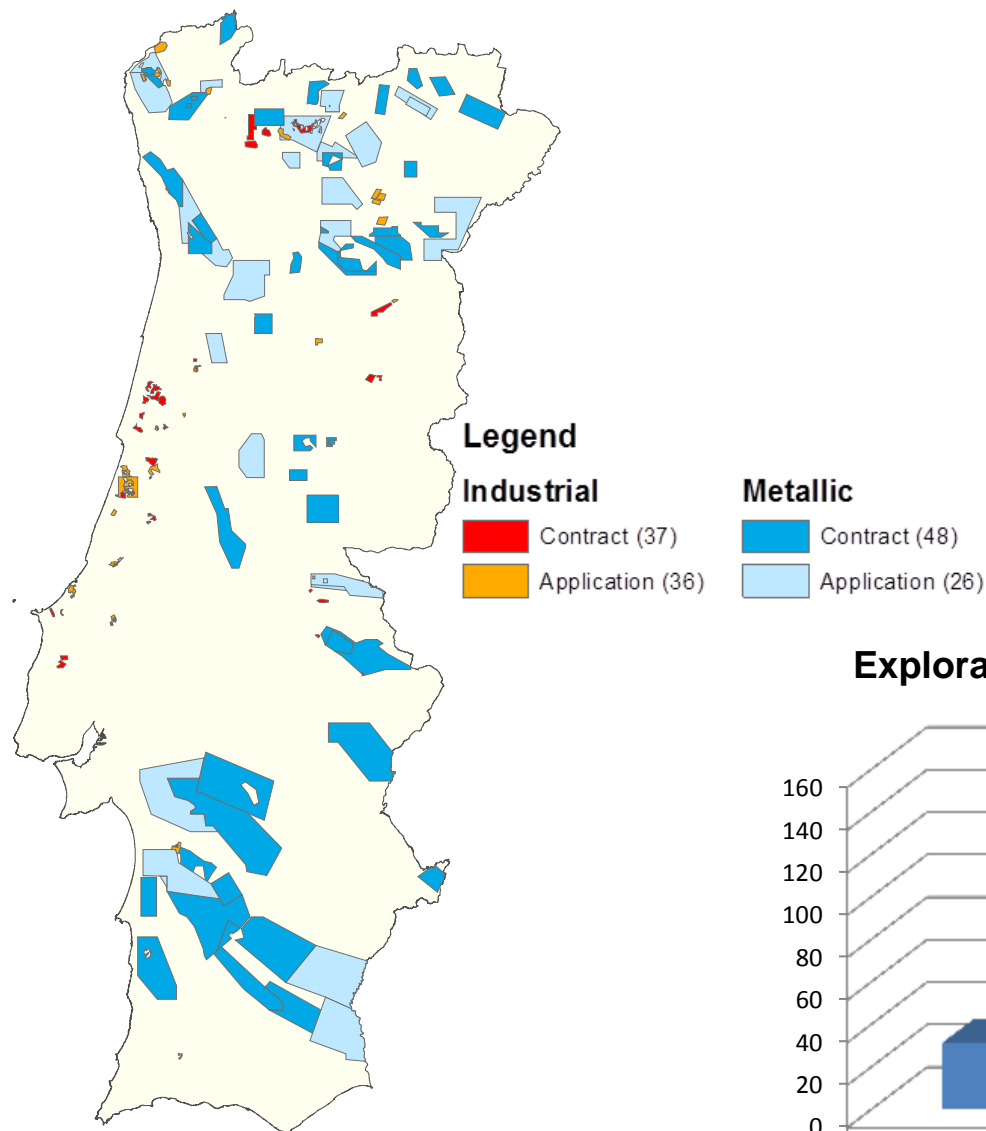 Legend
Industrial
Metallic
Contract (37)
Contract (48)
Application (36)
Application (26)
Explora
160
140
120
100
80
60
40
20
0